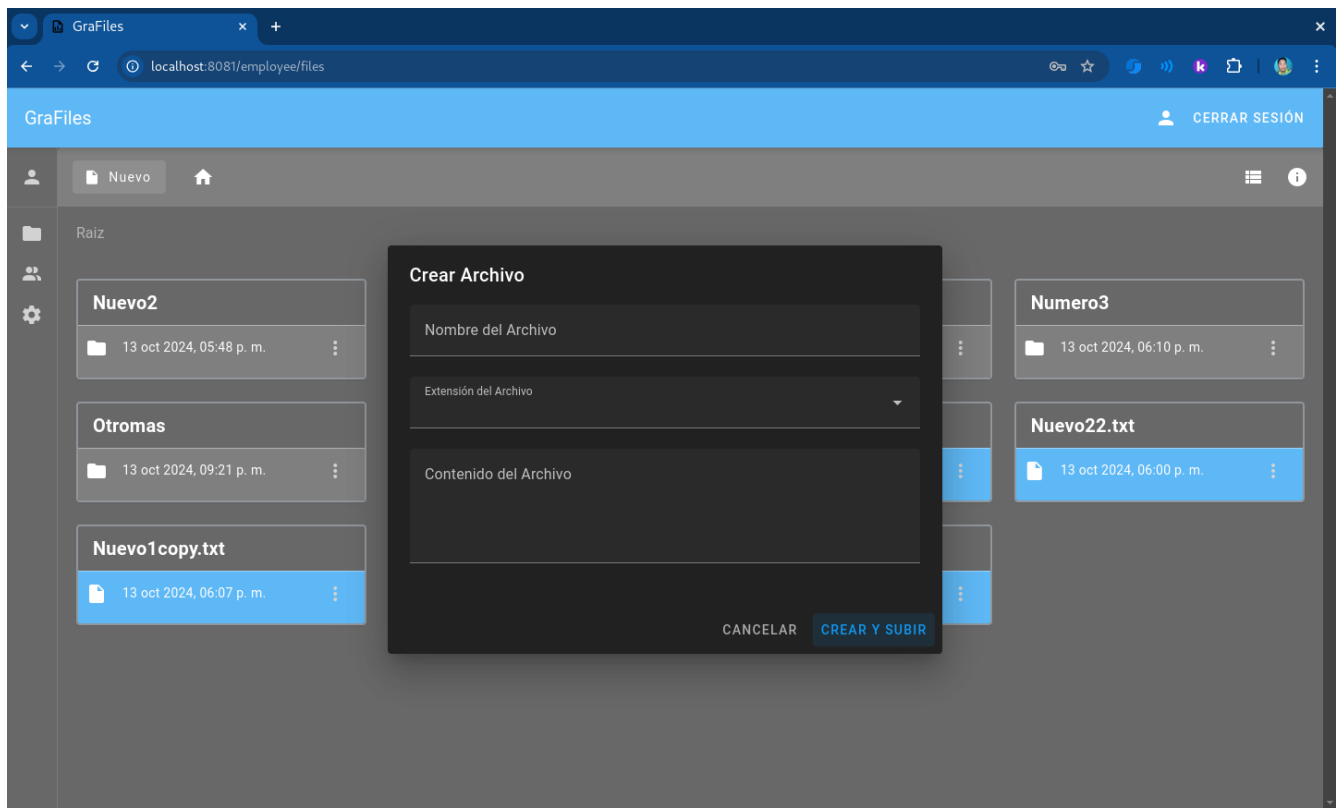 GraFiles
localhost:8081/employee/files
GraFiles
CERRAR SESIÓN
Nuevo
Raiz
Nuevo2
13 oct 2024, 05:48 p. m.
Numero3
13 oct 2024, 06:10 p. m.
Otromas
13 oct 2024, 09:21 p. m.
Nuevo22.txt
13 oct 2024, 06:00 p. m.
Nuevo1copy.txt
13 oct 2024, 06:07 p. m.
Crear Archivo
Nombre del Archivo
Extensión del Archivo
Contenido del Archivo
CANCELAR
CREAR Y SUBIR